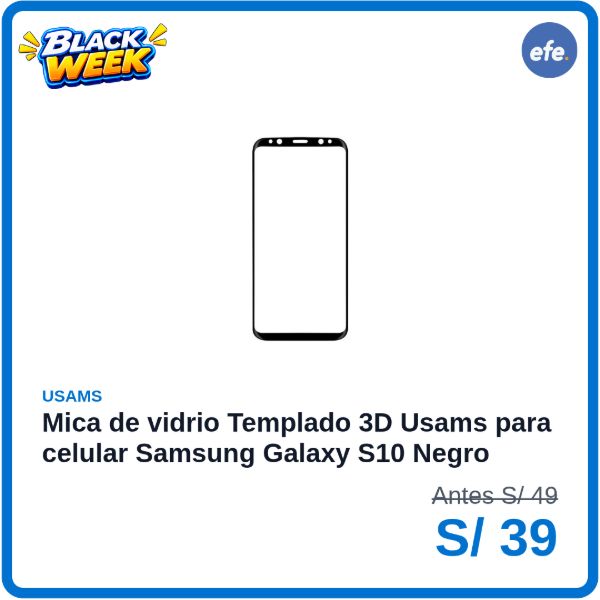 BLACK
WEEK
efe.
USAMS
Mica de vidrio Templado 3D Usams para
celular Samsung Galaxy S10 Negro
Antes S/ 49
S/ 39